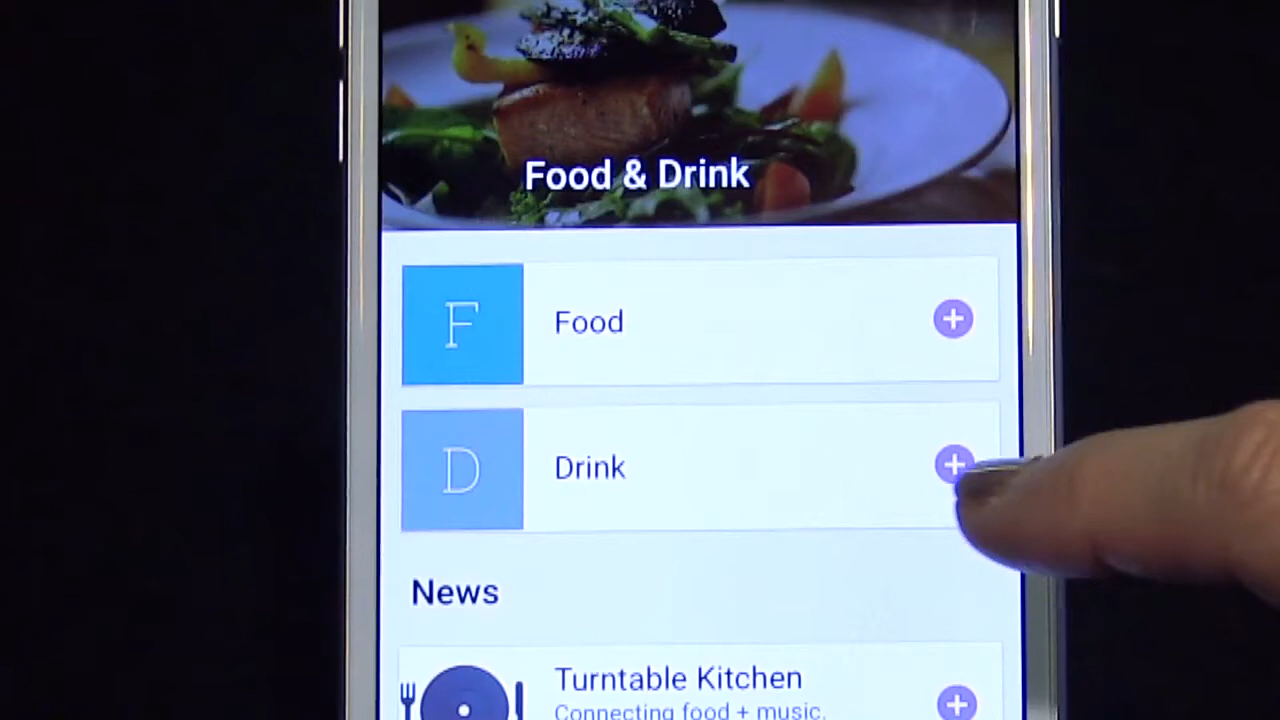 Food & Drink
F
Food
D
Drink
News
Turntable Kitchen
Connecting food + music.